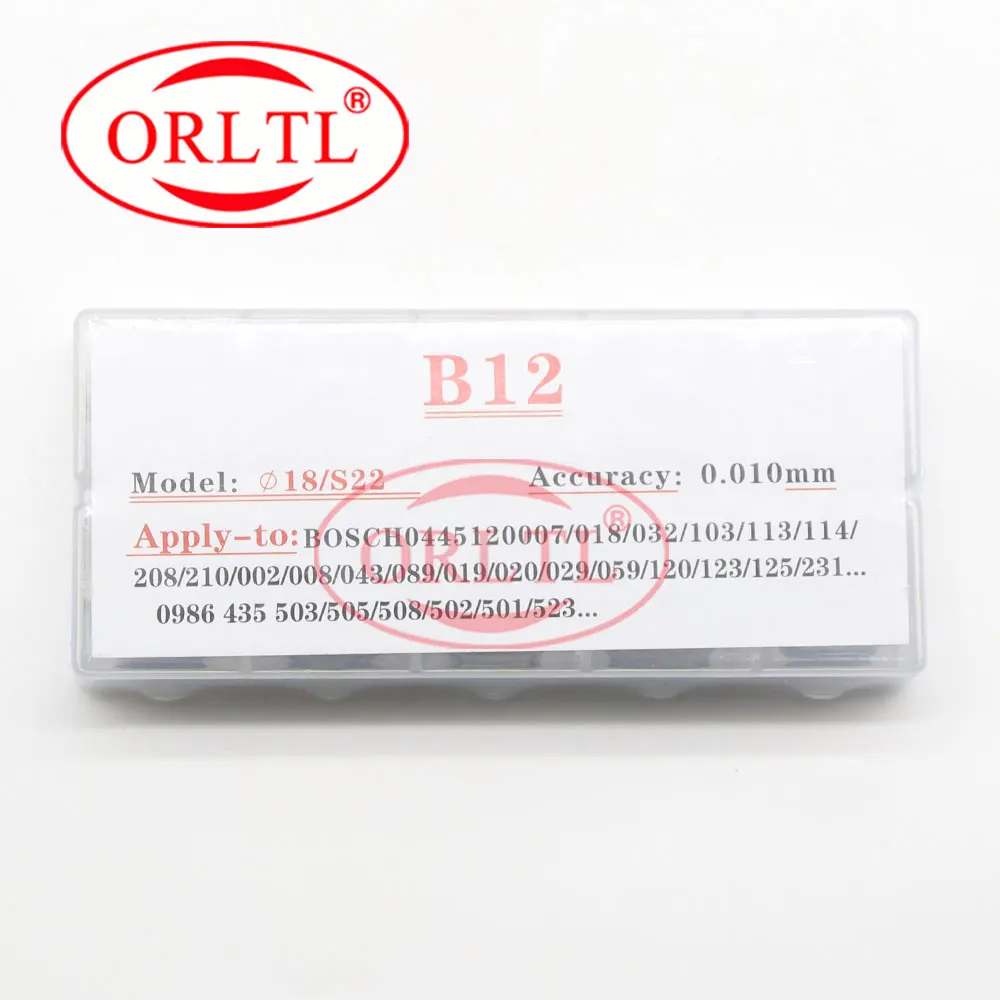 ORLTL®
B12
Model: ∅18/S22 Accuracy: 0.010mm
Apply-to: BOSCH0445120007/018/032/103/113/114/
208/210/002/008/043/089/019/020/029/059/120/123/125/231...
0986 435 503/505/508/502/501/523...
ORLTL®